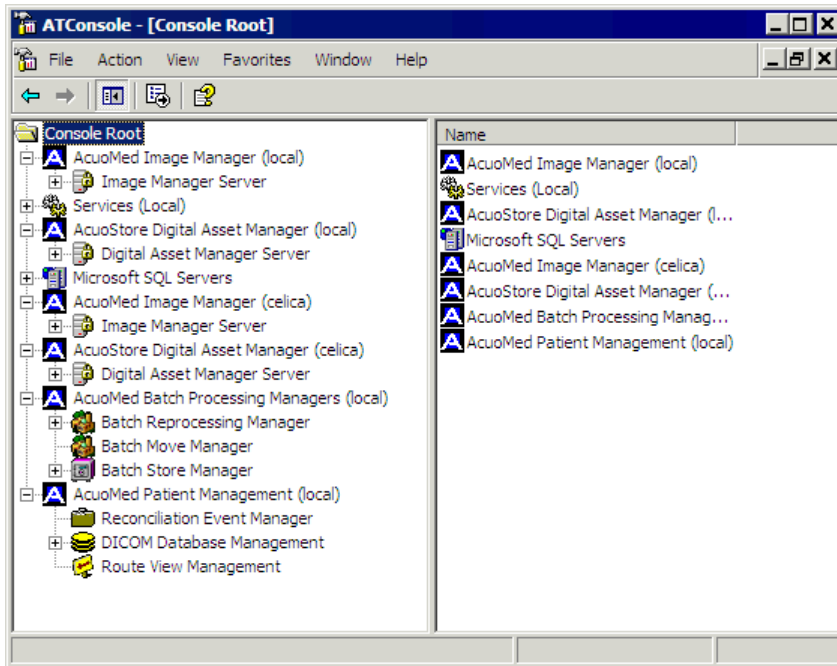 ATConsole - [Console Root]
File Action View Favorites Window Help
Console Root
AcuoMed Image Manager (local)
Image Manager Server
Services (Local)
AcuoStore Digital Asset Manager (local)
Digital Asset Manager Server
Microsoft SQL Servers
AcuoMed Image Manager (celica)
Image Manager Server
AcuoStore Digital Asset Manager (celica)
Digital Asset Manager Server
AcuoMed Batch Processing Managers (local)
Batch Reprocessing Manager
Batch Move Manager
Batch Store Manager
AcuoMed Patient Management (local)
Reconciliation Event Manager
DICOM Database Management
Route View Management
Name
AcuoMed Image Manager (local)
Services (Local)
AcuoStore Digital Asset Manager (l...
Microsoft SQL Servers
AcuoMed Image Manager (celica)
AcuoStore Digital Asset Manager (...
AcuoMed Batch Processing Manag...
AcuoMed Patient Management (local)